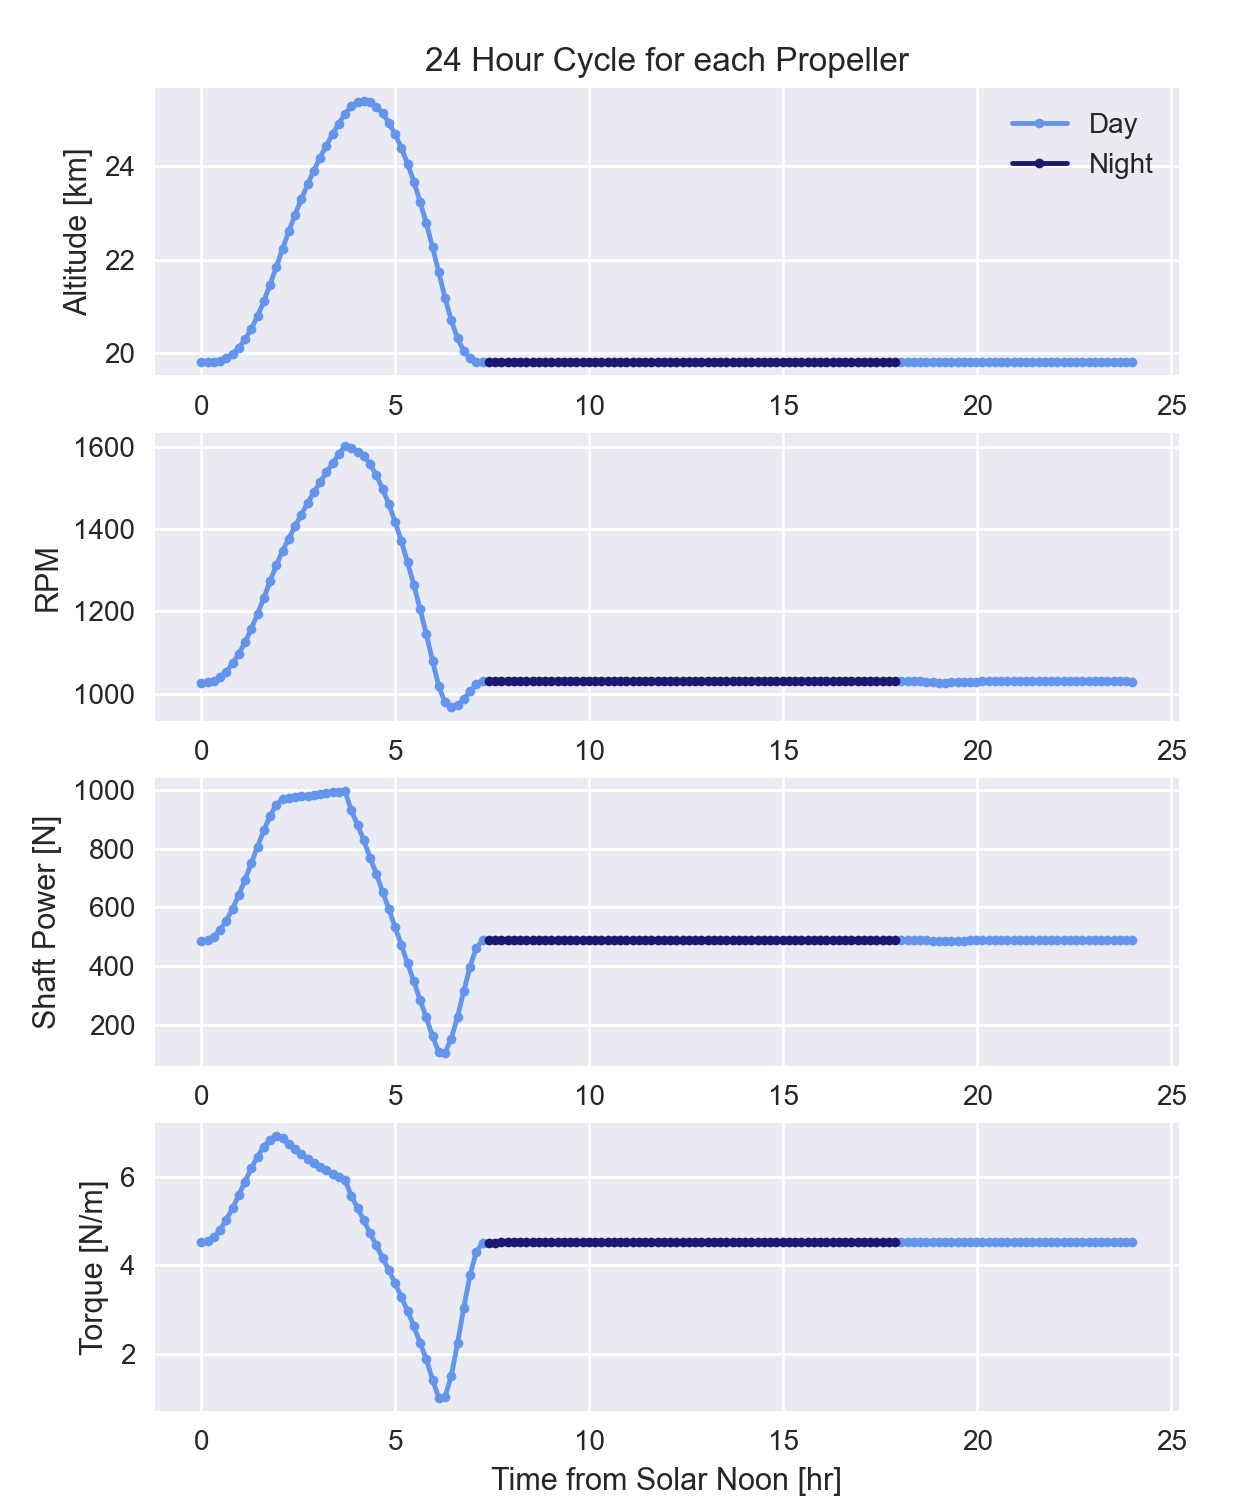 24 Hour Cycle for each Propeller
Day
Night
Altitude [km]
24
22
20
0 5 10 15 20 25
RPM
1600
1400
1200
1000
0 5 10 15 20 25
Shaft Power [N]
1000
800
600
400
200
0 5 10 15 20 25
Torque [N/m]
6
4
2
0 5 10 15 20 25
Time from Solar Noon [hr]